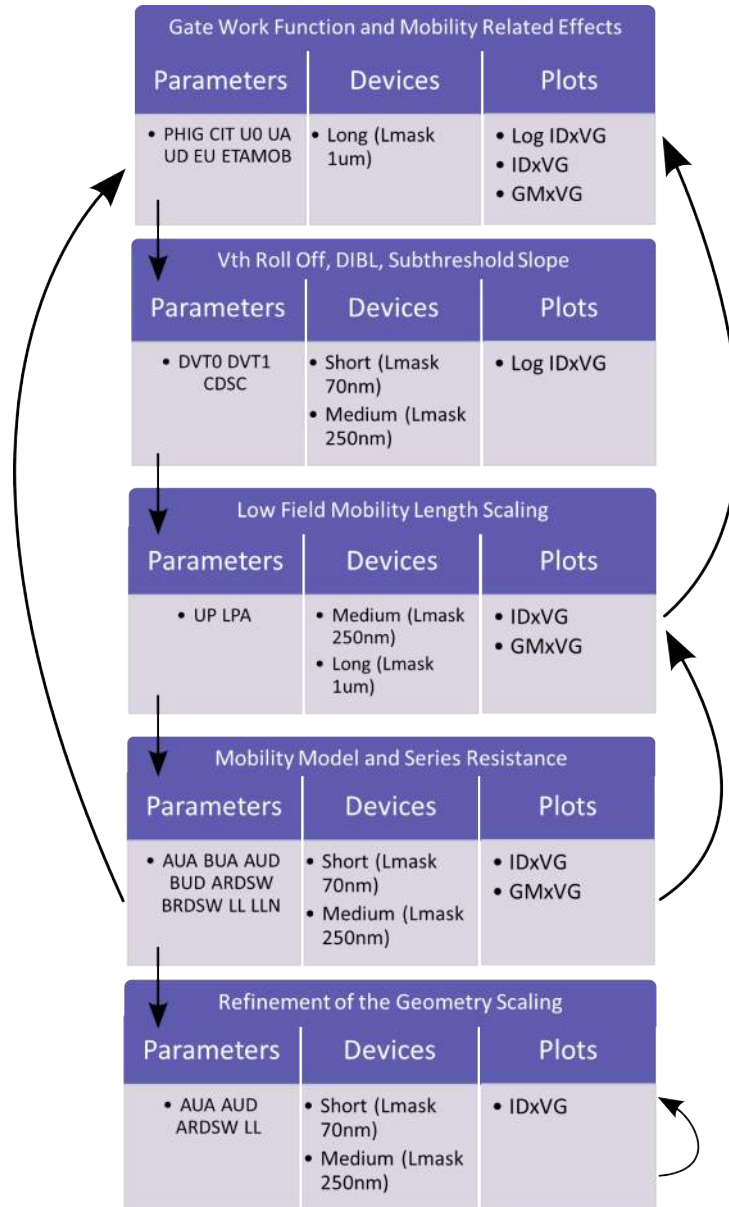 Gate Work Function and Mobility Related Effects
Parameters Devices Plots
• PHIG CIT U0 UA
UD EU ETAMOB
• Long (Lmask
1um)
• Log IDxVG
• IDxVG
• GMxVG
Vth Roll Off, DIBL, Subthreshold Slope
Parameters Devices Plots
• DVT0 DVT1
CDSC
• Short (Lmask
70nm)
• Medium (Lmask
250nm)
• Log IDxVG
Low Field Mobility Length Scaling
Parameters Devices Plots
• UP LPA
• Medium (Lmask
250nm)
• Long (Lmask
1um)
• IDxVG
• GMxVG
Mobility Model and Series Resistance
Parameters Devices Plots
• AUA BUA AUD
BUD ARDSW
BRDSW LL LLN
• Short (Lmask
70nm)
• Medium (Lmask
250nm)
• IDxVG
• GMxVG
Refinement of the Geometry Scaling
Parameters Devices Plots
• AUA AUD
ARDSW LL
• Short (Lmask
70nm)
• Medium (Lmask
250nm)
• IDxVG